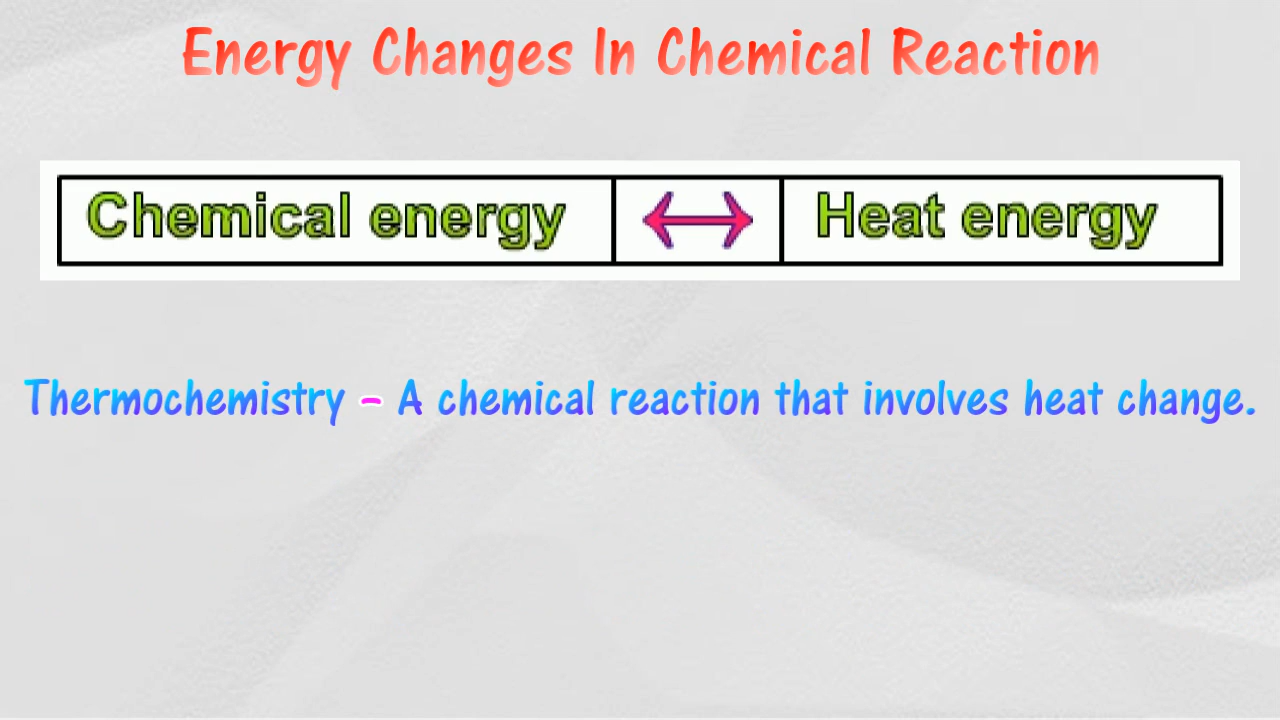 Energy Changes In Chemical Reaction
Chemical energy ↔ Heat energy
Thermochemistry – A chemical reaction that involves heat change.